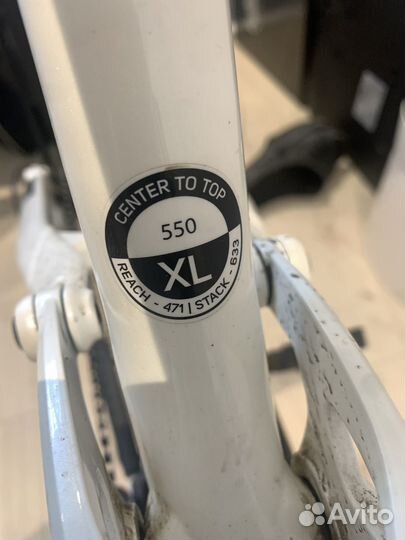 CENTER TO TOP
550
XL
REACH - 471 | STACK - 633
Avito